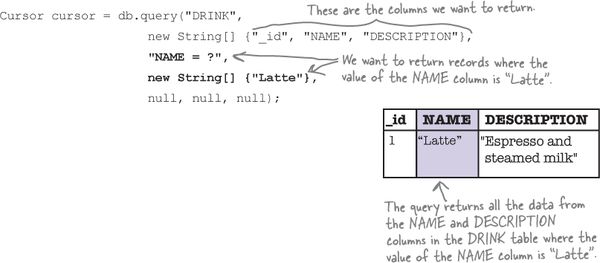 These are the columns we want to return.
Cursor cursor = db.query("DRINK",
new String[] {"_id", "NAME", "DESCRIPTION"},
"NAME = ?",
new String[] {"Latte"},
null, null, null);
We want to return records where the
value of the NAME column is “Latte”.
_id NAME DESCRIPTION
1 “Latte” "Espresso and
steamed milk"
The query returns all the data from
the NAME and DESCRIPTION
columns in the DRINK table where the
value of the NAME column is “Latte”.